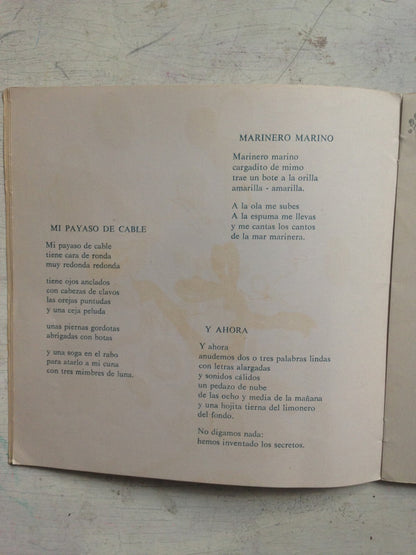 MARINERO MARINO
Marinero marino
cargadito de mimo
trae un bote a la orilla
amarilla - amarilla.
A la ola me subes
A la espuma me llevas
y me cantas los cantos
de la mar marinera.
MI PAYASO DE CABLE
Mi payaso de cable
tiene cara de ronda
muy redonda redonda
tiene ojos anclados
con cabezas de clavos
las orejas puntudas
y una ceja peluda
unas piernas gordotas
abrigadas con botas
y una soga en el rabo
para atarlo a mi cuna
con tres mimbres de luna.
Y AHORA
Y ahora
anudemos dos o tres palabras lindas
con letras alargadas
y sonidos cálidos
un pedazo de nube
de las ocho y media de la mañana
y una hojita tierna del limonero
del fondo.
No digamos nada:
hemos inventado los secretos.